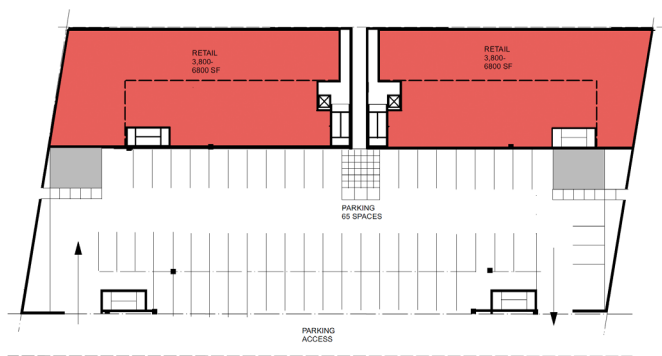 RETAIL
3,800-
6800 SF
RETAIL
3,800-
6800 SF
PARKING
65 SPACES
PARKING
ACCESS